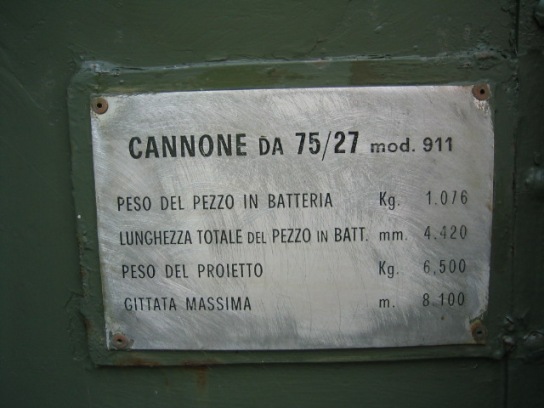 CANNONE DA 75/27 mod. 911
PESO DEL PEZZO IN BATTERIA Kg. 1.076
LUNGHEZZA TOTALE DEL PEZZO IN BATT. mm. 4.420
PESO DEL PROIETTO Kg. 6,500
GITTATA MASSIMA m. 8.100